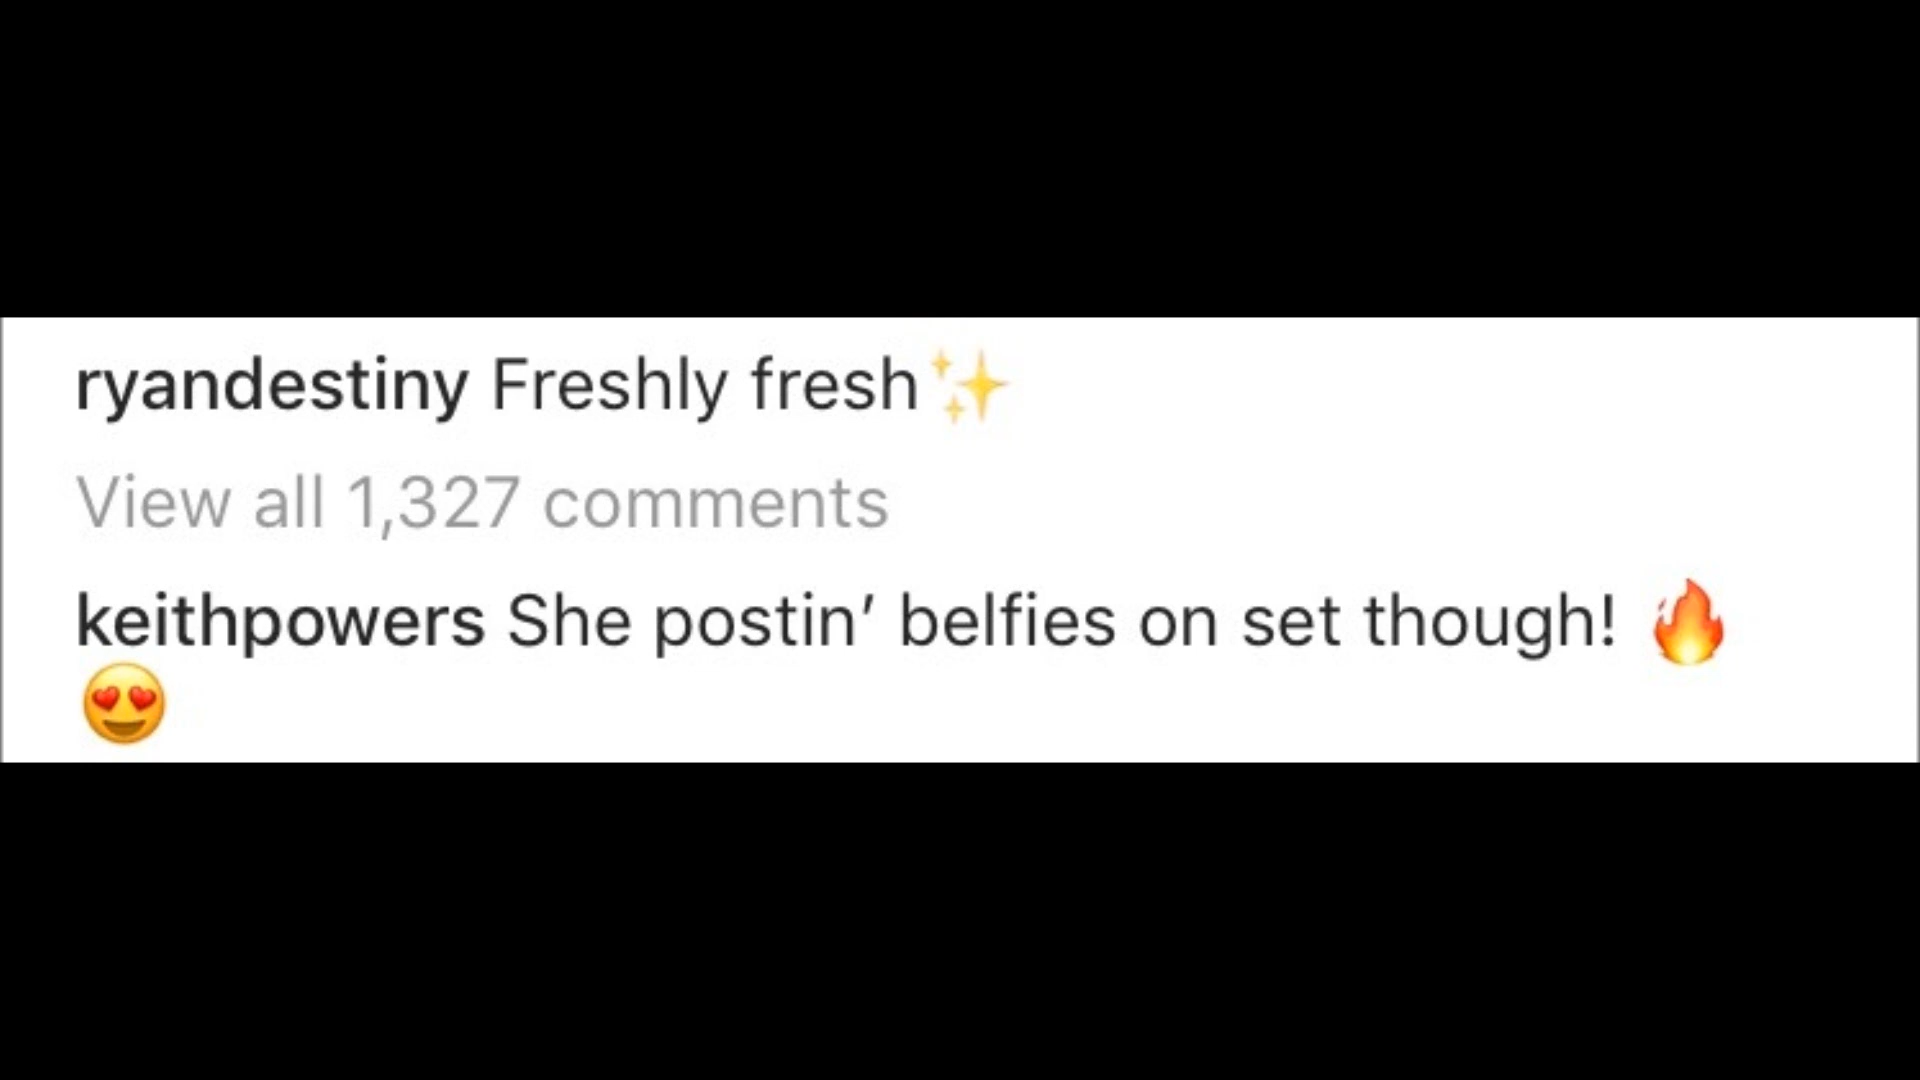 ryandestiny Freshly fresh✨
View all 1,327 comments
keithpowers She postin’ belfies on set though! 🔥
😍